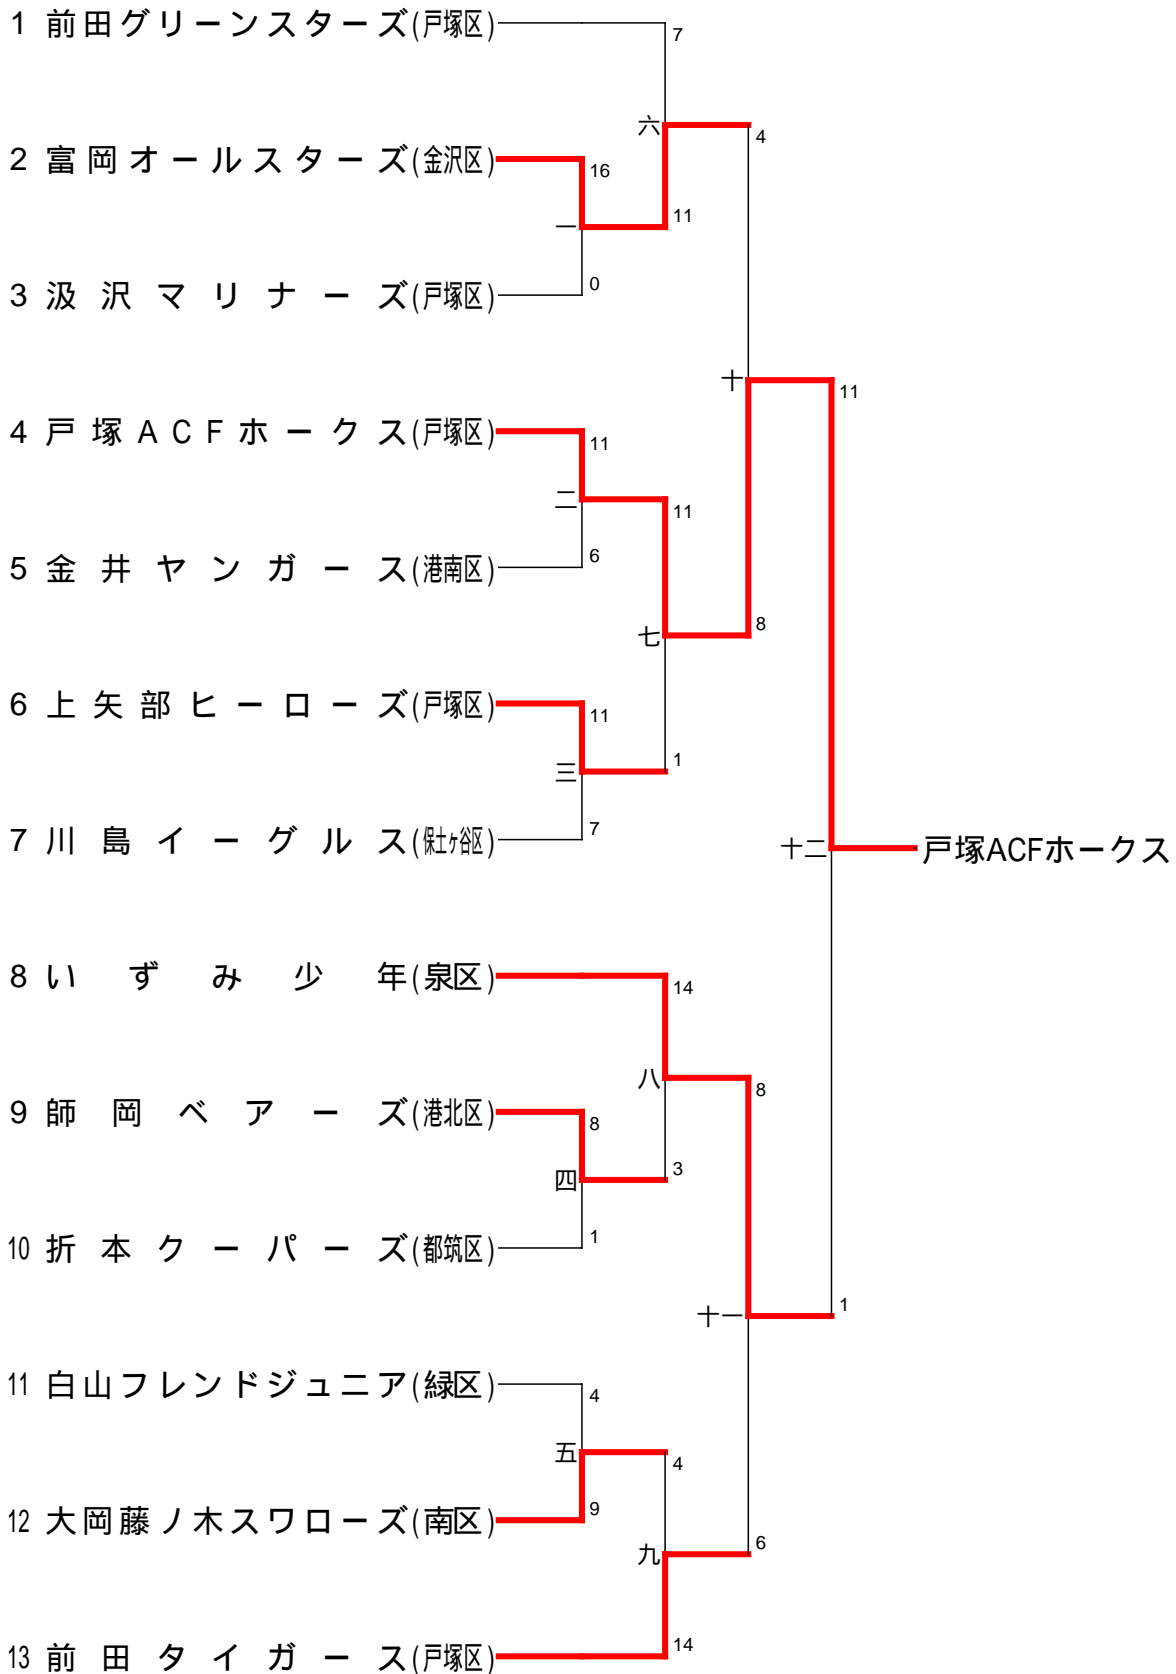 1 前田グリーンスターズ(戸塚区)
7
六
4
2 富岡オールスターズ(金沢区)
16
11
一
0
3 汲沢マリナーズ(戸塚区)
十
11
4 戸塚ACFホークス(戸塚区)
11
二
11
6
5 金井ヤンガース(港南区)
七
8
6 上矢部ヒーローズ(戸塚区)
11
三
1
7
7 川島イーグルス(保土ヶ谷区)
十二
戸塚ACFホークス
8 いずみ少年(泉区)
14
八
8
9 師岡ベアーズ(港北区)
8
四
3
1
10 折本クーパーズ(都筑区)
十一
1
11 白山フレンドジュニア(緑区)
4
五
4
9
12 大岡藤ノ木スワローズ(南区)
九
6
14
13 前田タイガース(戸塚区)